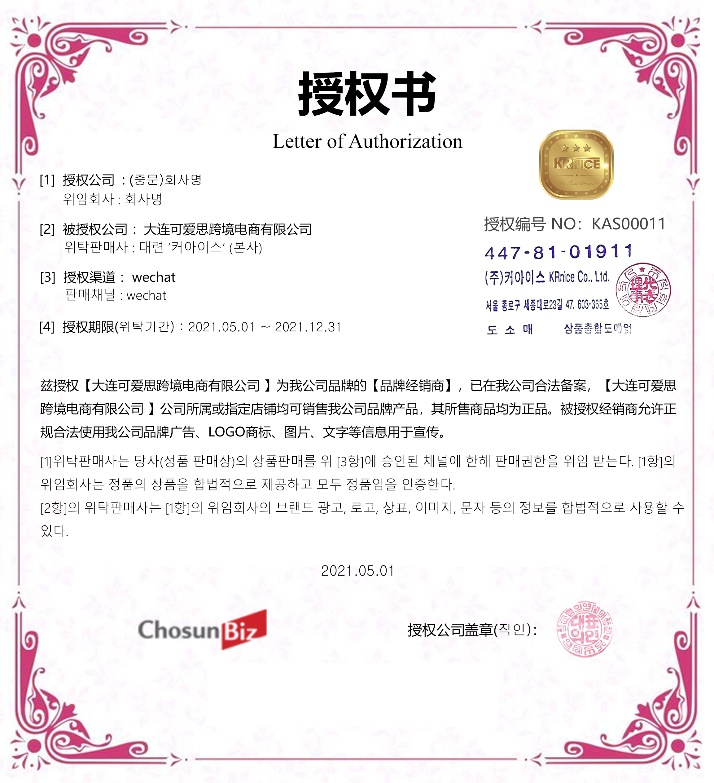 授权书
Letter of Authorization
[1] 授权公司 : (중문)회사명
위임회사 : 회사명
[2] 被授权公司 : 大连可爱思跨境电商有限公司
위탁판매사 : 대련 '커아이스' (본사)
[3] 授权渠道 : wechat
판매채널 : wechat
[4] 授权期限(위탁기간) : 2021.05.01 ~ 2021.12.31
KRnICE
授权编号 NO: KAS00011
447-81-01911
(주)커아이스 KRnice Co., Ltd.
서울 종로구 세종대로23길 47, 603-355호
도 소 매 상품종합도매업
兹授权【大连可爱思跨境电商有限公司 】为我公司品牌的【品牌经销商】, 已在我公司合法备案, 【大连可爱思
跨境电商有限公司 】公司所属或指定店铺均可销售我公司品牌产品, 其所售商品均为正品。被授权经销商允许正
规合法使用我公司品牌广告、LOGO商标、图片、文字等信息用于宣传。
[1]위탁판매사는 당사(성품 판매상)의 상품판매를 위 [3항]에 승인된 채널에 한해 판매권한을 위임 받는다. [1항]의
위임회사는 정품의 상품을 합법적으로 제공하고 모두 정품임을 인증한다.
[2항]의 위탁판매사는 [1항]의 위임회사의 브랜드 광고, 로고, 상표, 이미지, 문자 등의 정보를 합법적으로 사용할 수
있다.
2021.05.01
ChosunBiz
授权公司盖章(직인):
대표
의인